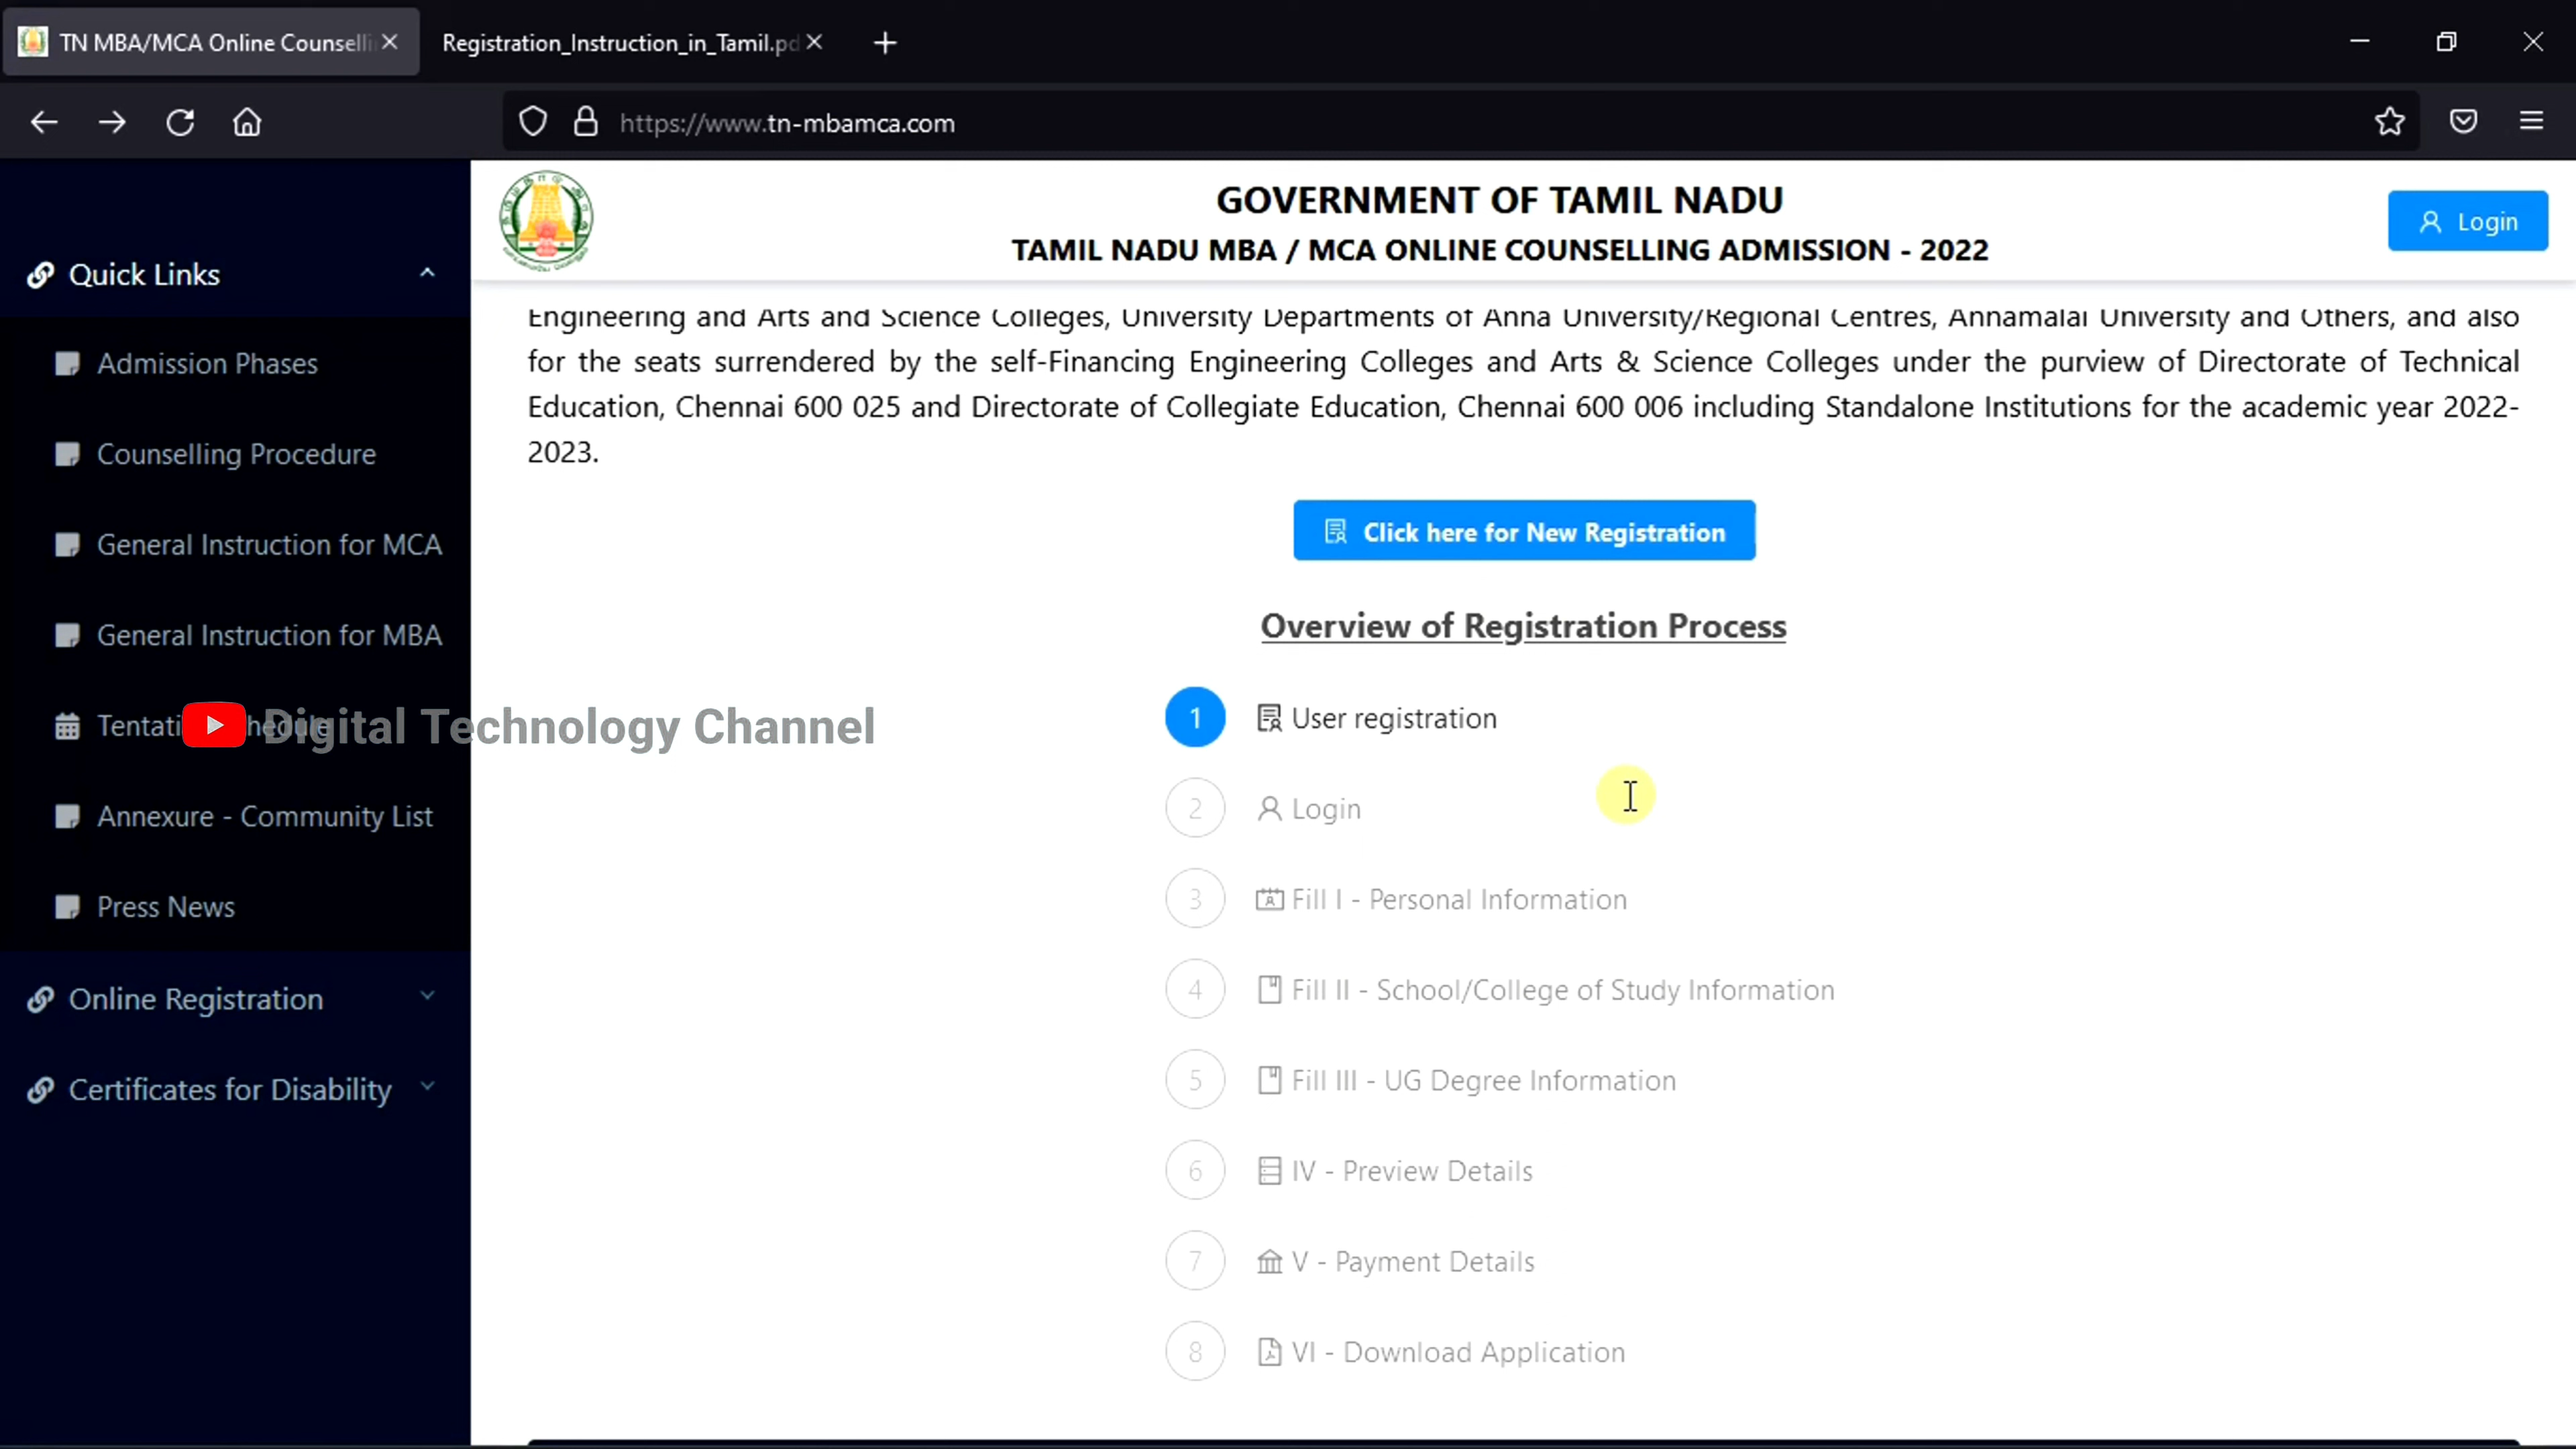 TN MBA/MCA Online Counselli
Registration_Instruction_in_Tamil.pd
https://www.tn-mbamca.com
GOVERNMENT OF TAMIL NADU
TAMIL NADU MBA / MCA ONLINE COUNSELLING ADMISSION - 2022
Login
Quick Links
Admission Phases
Counselling Procedure
General Instruction for MCA
General Instruction for MBA
Tentati hedule
Annexure - Community List
Press News
Online Registration
Certificates for Disability
Digital Technology Channel
Engineering and Arts and Science Colleges, University Departments of Anna University/Regional Centres, Annamalai University and Others, and also
for the seats surrendered by the self-Financing Engineering Colleges and Arts & Science Colleges under the purview of Directorate of Technical
Education, Chennai 600 025 and Directorate of Collegiate Education, Chennai 600 006 including Standalone Institutions for the academic year 2022-
2023.
Click here for New Registration
Overview of Registration Process
1 User registration
2 Login
3 Fill I - Personal Information
4 Fill II - School/College of Study Information
5 Fill III - UG Degree Information
6 IV - Preview Details
7 V - Payment Details
8 VI - Download Application